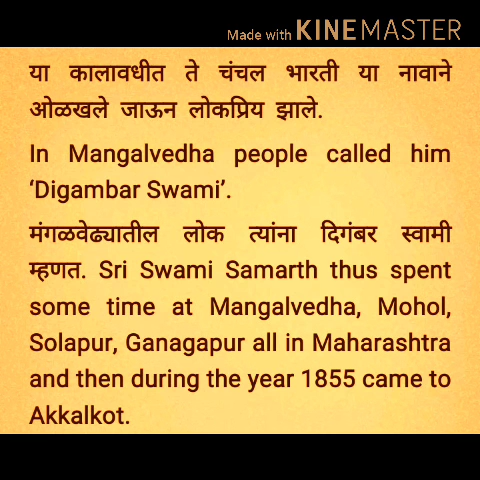 Made with KINEMASTER
या कालावधीत ते चंचल भारती या नावाने
ओळखले जाऊन लोकप्रिय झाले.
In Mangalvedha people called him
‘Digambar Swami’.
मंगळवेढ्यातील लोक त्यांना दिगंबर स्वामी
म्हणत. Sri Swami Samarth thus spent
some time at Mangalvedha, Mohol,
Solapur, Ganagapur all in Maharashtra
and then during the year 1855 came to
Akkalkot.